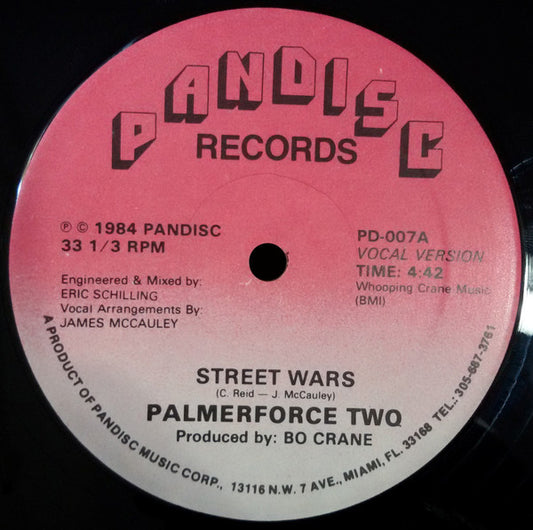 PANDISC
RECORDS
℗ © 1984 PANDISC
33 1/3 RPM
Engineered & Mixed by:
ERIC SCHILLING
Vocal Arrangements By:
JAMES MCCAULEY
PD-007A
VOCAL VERSION
TIME: 4:42
Whooping Crane Music
(BMI)
STREET WARS
(C. Reid — J. McCauley)
PALMERFORCE TWO
Produced by: BO CRANE
A PRODUCT OF PANDISC MUSIC CORP., 13116 N.W. 7 AVE., MIAMI, FL. 33168 TEL.: 305-687-3761